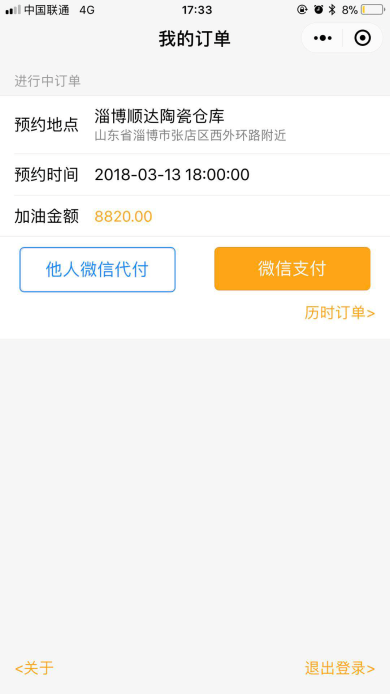 中国联通 4G 17:33 8%
我的订单
进行中订单
预约地点 淄博顺达陶瓷仓库
山东省淄博市张店区西外环路附近
预约时间 2018-03-13 18:00:00
加油金额 8820.00
他人微信代付 微信支付
历时订单>
<关于 退出登录>